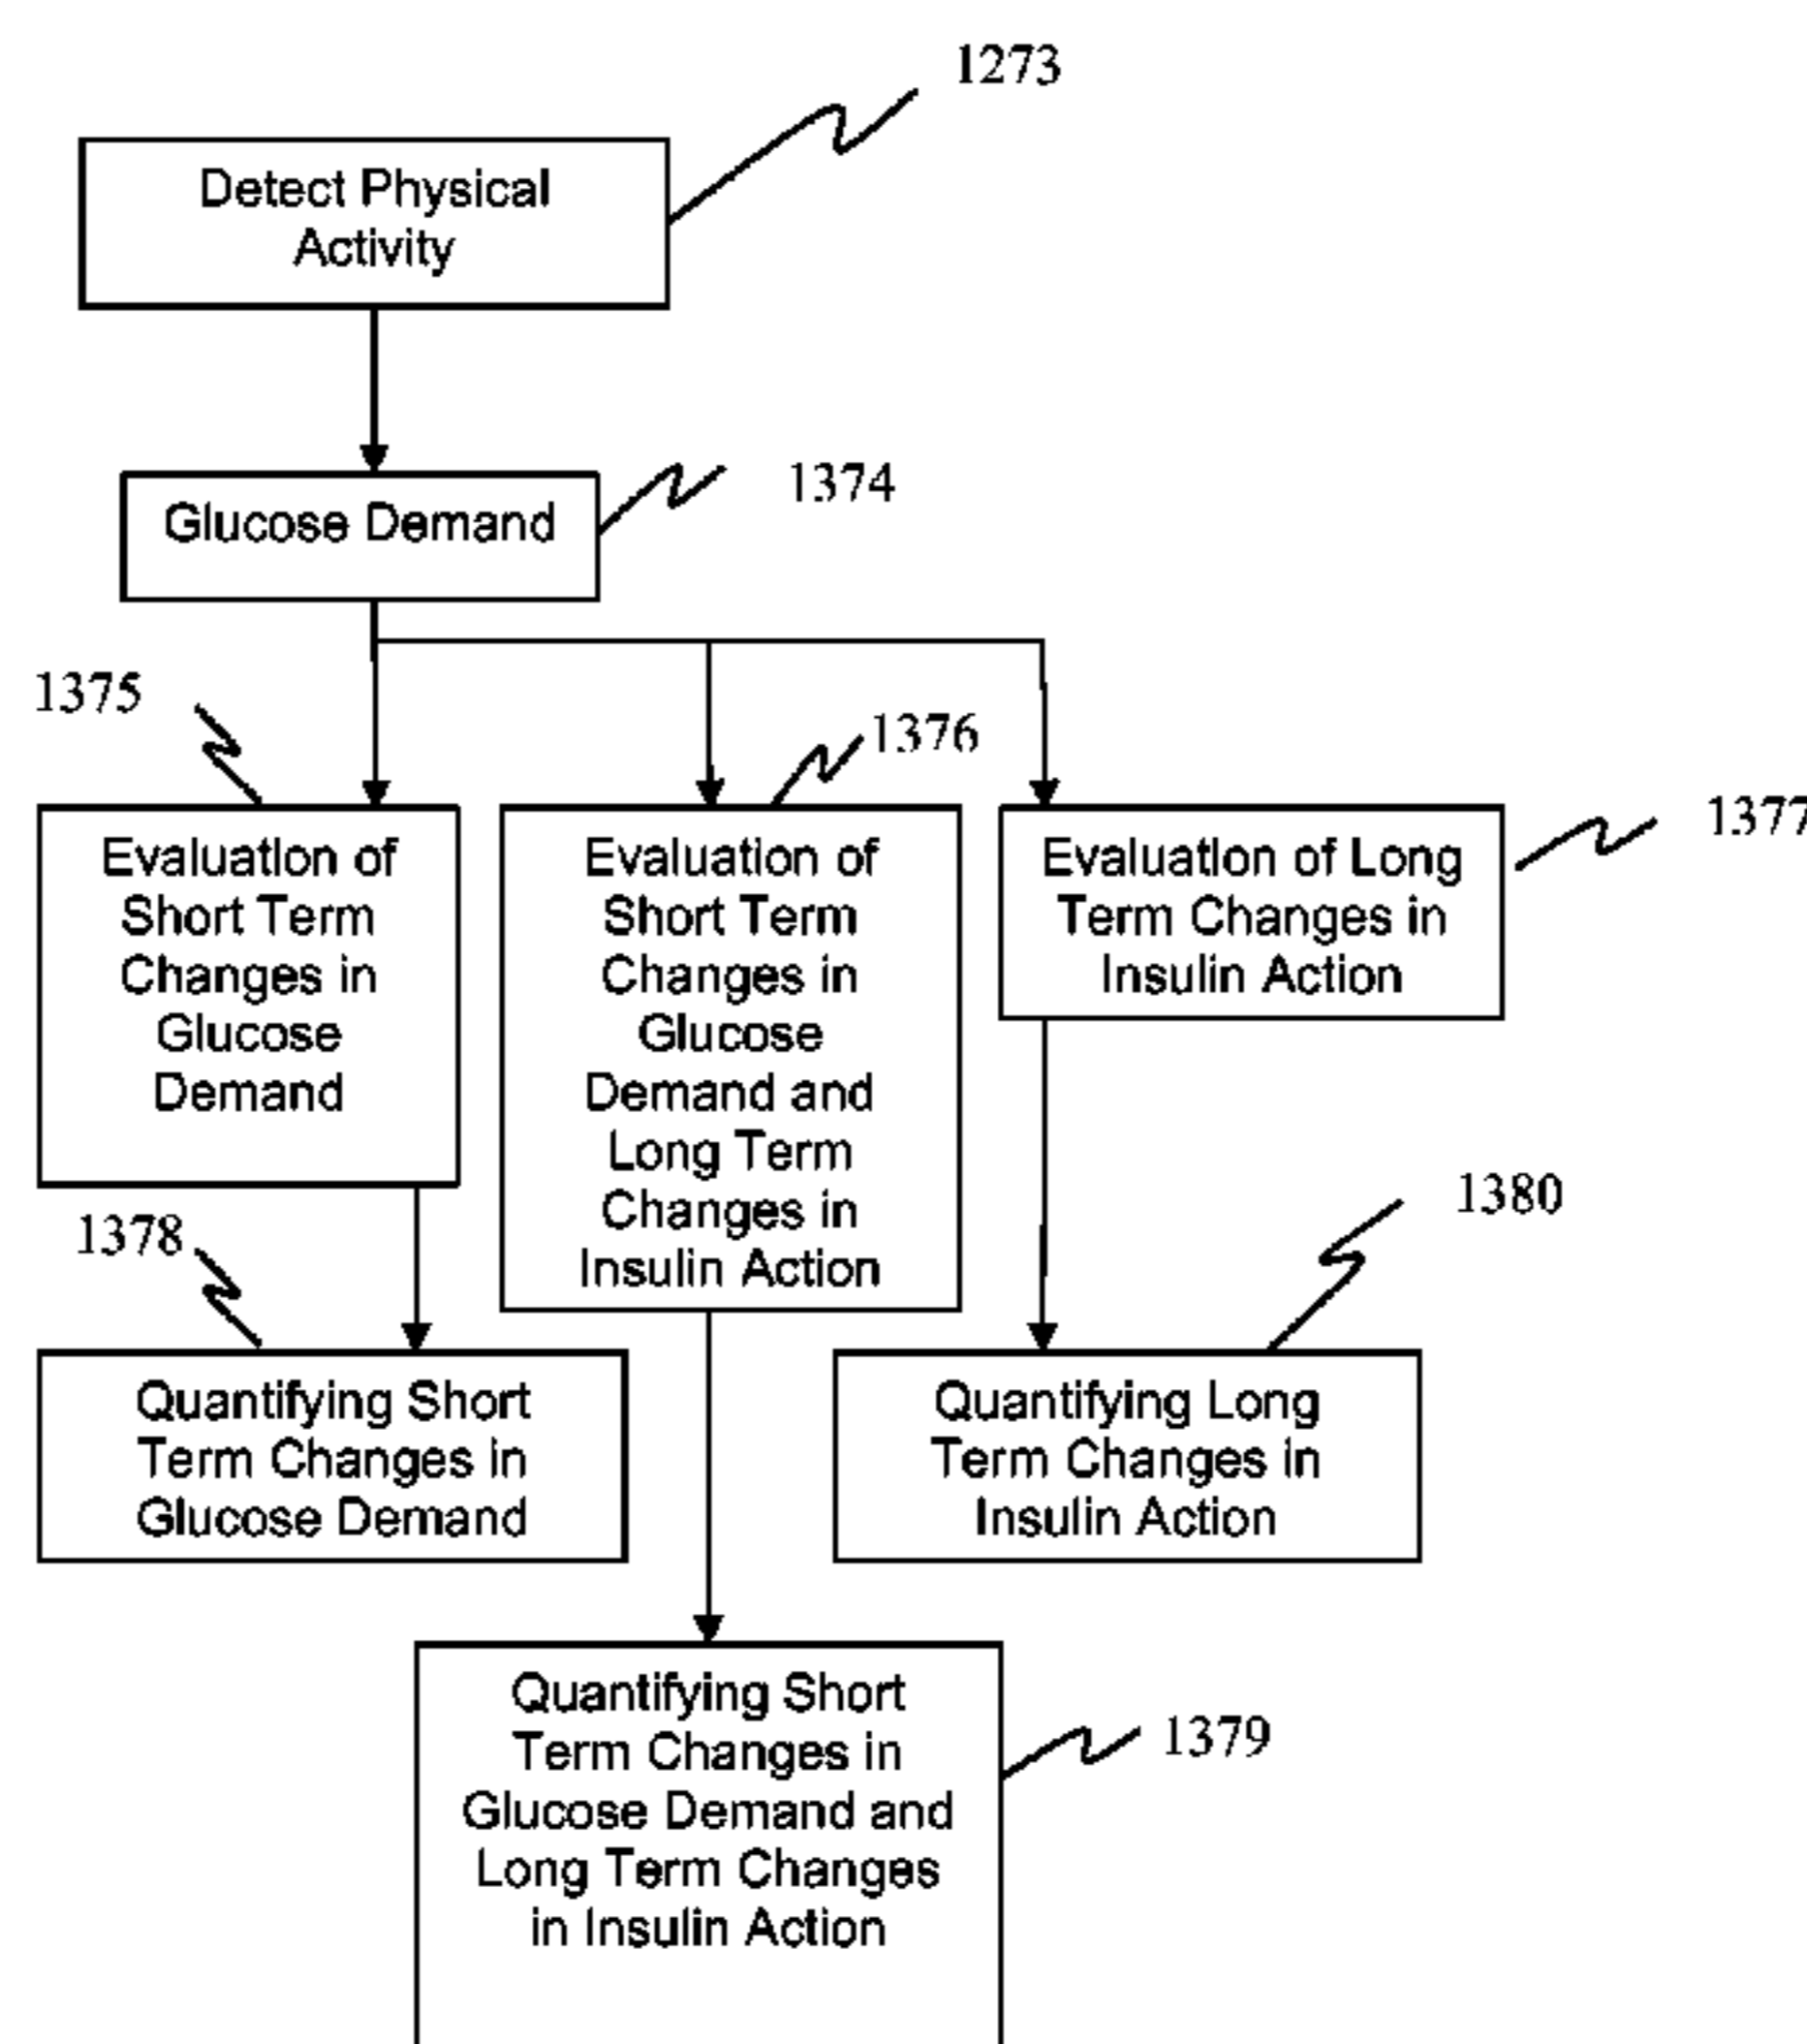 1273
Detect Physical
Activity
1374
Glucose Demand
1375
1376
1377
Evaluation of
Short Term
Changes in
Glucose
Demand
Evaluation of
Short Term
Changes in
Glucose
Demand and
Long Term
Changes in
Insulin Action
Evaluation of Long
Term Changes in
Insulin Action
1378
1380
Quantifying Short
Term Changes in
Glucose Demand
Quantifying Long
Term Changes in
Insulin Action
Quantifying Short
Term Changes in
Glucose Demand and
Long Term Changes
in Insulin Action
1379